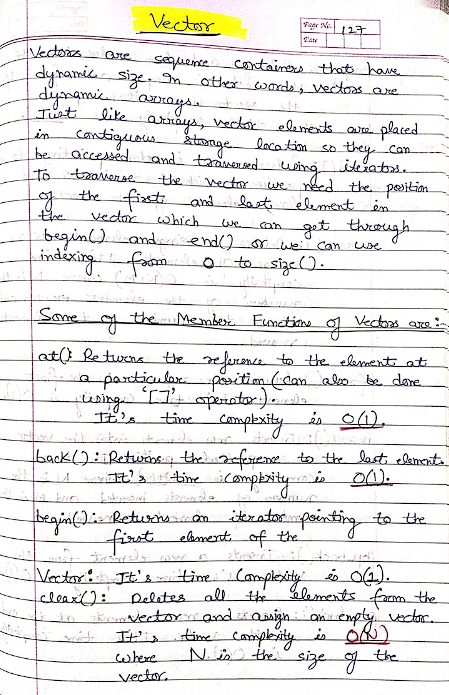 Vector
Page No. 127
Date
Vectors are sequence containers that have
dynamic size. In other words, vectors are
dynamic arrays.
Just like arrays, vector elements are placed
in contiguous storage location so they can
be accessed and traversed using iterators.
To traverse the vector we need the position
of the first and last element in
the vector which we can get through
begin() and end() or we can use
indexing from 0 to size().
Some of the Member Functions of Vectors are:-
at(): Returns the reference to the element at
a particular position (can also be done
using '[]' operator).
It's time complexity is O(1).
back(): Returns the reference to the last element.
It's time complexity is O(1).
begin(): Returns an iterator pointing to the
first element of the
Vector: It's time complexity is O(1).
clear(): Deletes all the elements from the
vector and assign an empty vector.
It's time complexity is O(N)
where N is the size of the
vector.